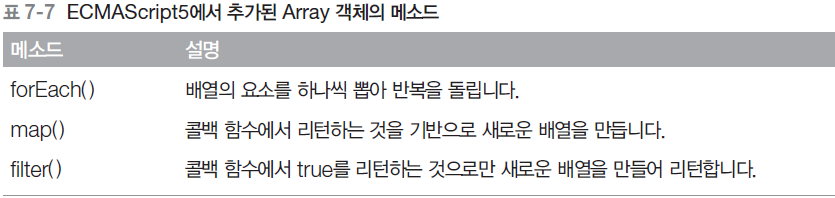 표 7-7 ECMAScript5에서 추가된 Array 객체의 메소드
메소드 설명
forEach() 배열의 요소를 하나씩 뽑아 반복을 돌립니다.
map() 콜백 함수에서 리턴하는 것을 기반으로 새로운 배열을 만듭니다.
filter() 콜백 함수에서 true를 리턴하는 것으로만 새로운 배열을 만들어 리턴합니다.